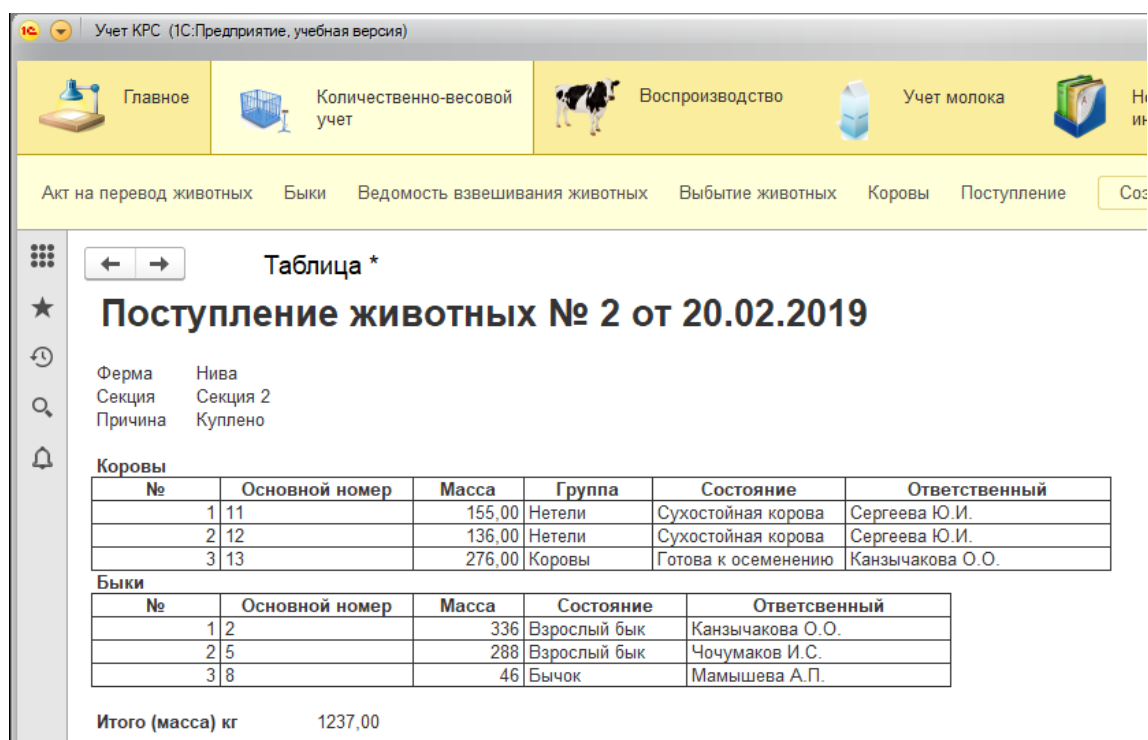 Учет КРС (1С:Предприятие, учебная версия)
Главное
Количественно-весовой
учет
Воспроизводство
Учет молока
Акт на перевод животных Быки Ведомость взвешивания животных Выбытие животных Коровы Поступление
Таблица *
Поступление животных № 2 от 20.02.2019
Ферма Нива
Секция Секция 2
Причина Куплено
Коровы
№ Основной номер Масса Группа Состояние Ответственный
1 11 155,00 Нетели Сухостойная корова Сергеева Ю.И.
2 12 136,00 Нетели Сухостойная корова Сергеева Ю.И.
3 13 276,00 Коровы Готова к осеменению Канзычакова О.О.
Быки
№ Основной номер Масса Состояние Ответсвенный
1 2 336 Взрослый бык Канзычакова О.О.
2 5 288 Взрослый бык Чочумаков И.С.
3 8 46 Бычок Мамышева А.П.
Итого (масса) кг 1237,00